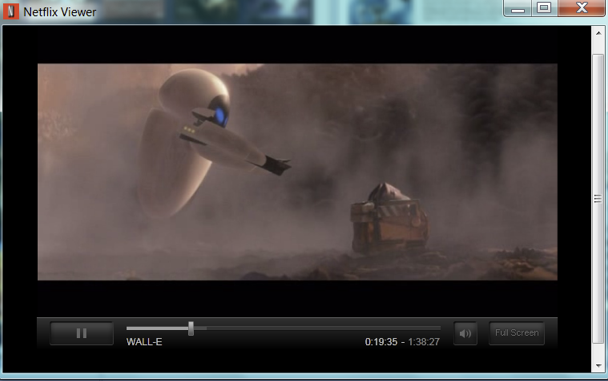 Netflix Viewer
WALL-E
0:19:35 - 1:38:27
Full Screen